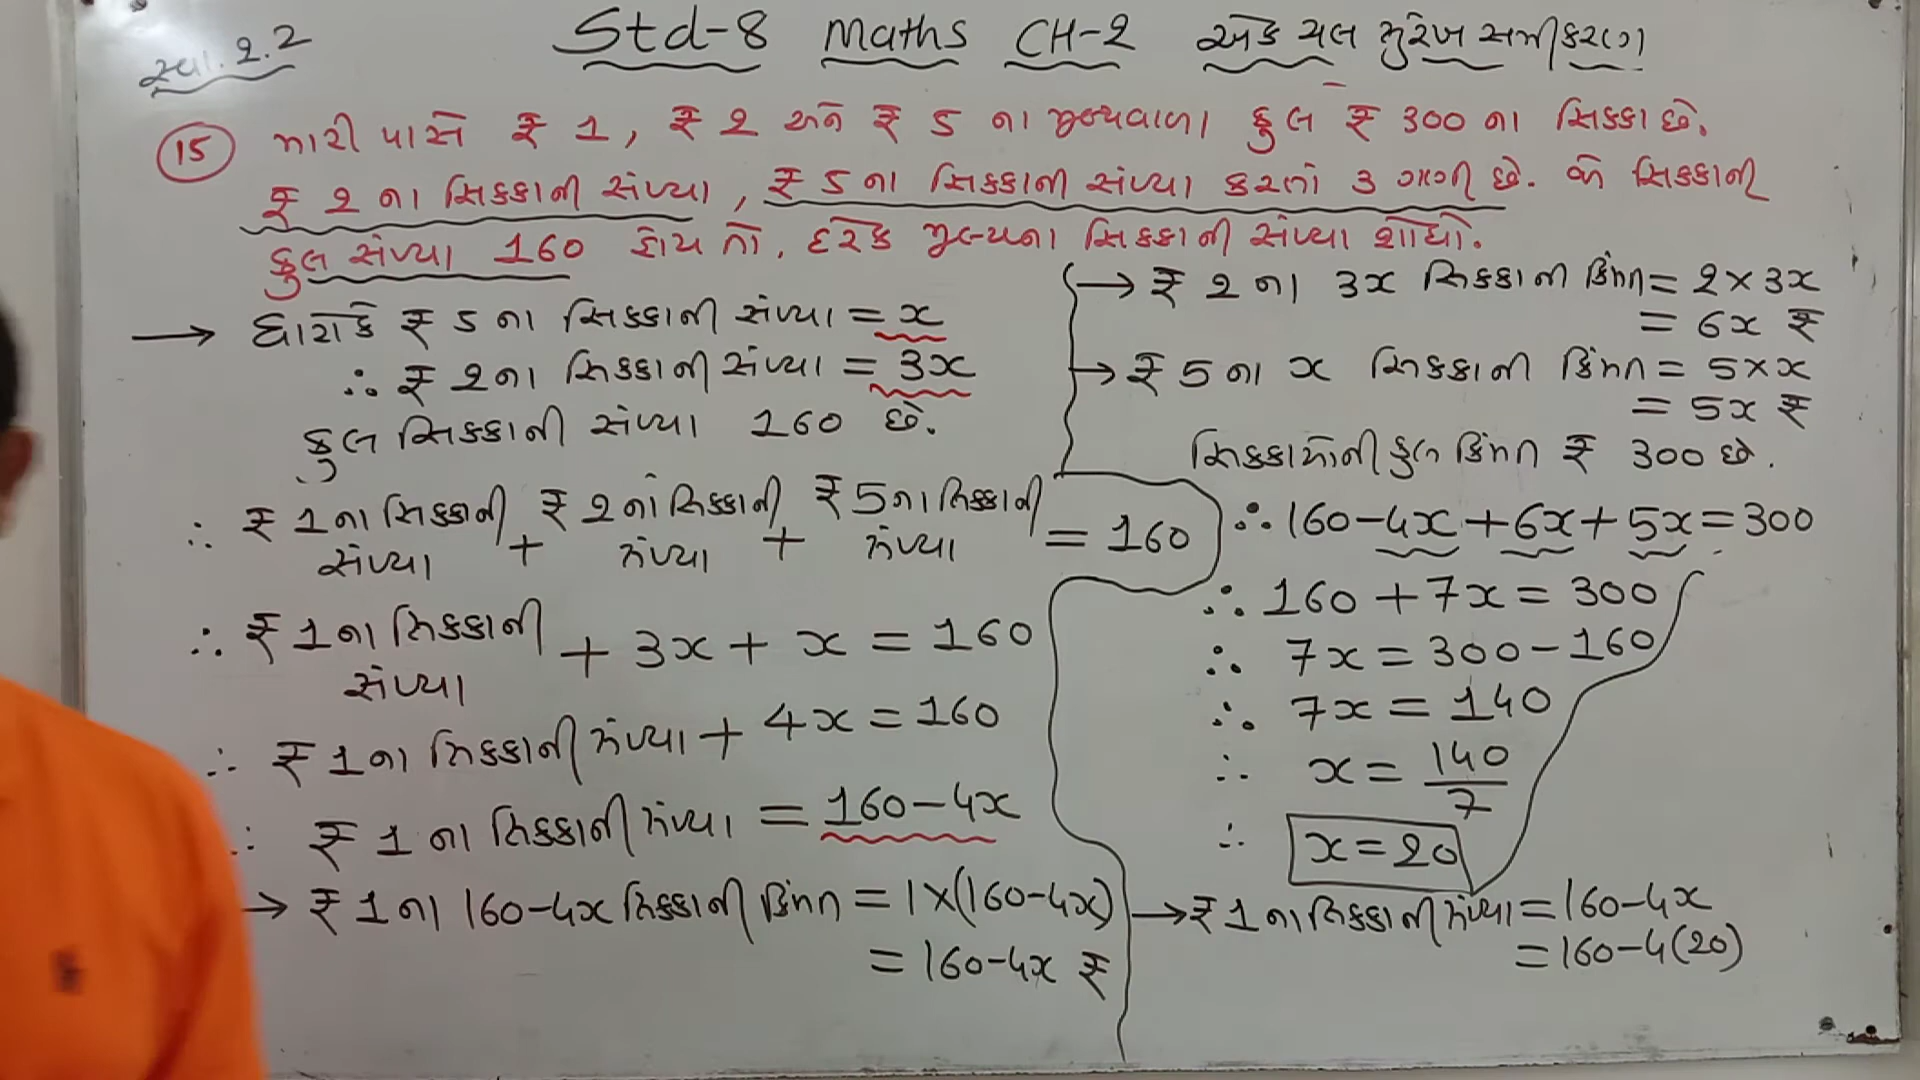 સ્વા. 2.2
Std-8 Maths CH-2 એક ચલ સુરેખ સમીકરણ
15 મારી પાસે ₹ 1, ₹ 2 અને ₹ 5 ના મૂલ્યવાળા કુલ ₹ 300 ના સિક્કા છે.
₹ 2 ના સિક્કાની સંખ્યા, ₹ 5 ના સિક્કાની સંખ્યા કરતાં 3 ગણી છે. જો સિક્કાની
કુલ સંખ્યા 160 હોય તો, દરેક મૂલ્યના સિક્કાની સંખ્યા શોધો.
→ ધારોકે ₹ 5 ના સિક્કાની સંખ્યા = x
∴ ₹ 2 ના સિક્કાની સંખ્યા = 3x
કુલ સિક્કાની સંખ્યા 160 છે.
∴ ₹ 1 ના સિક્કાની સંખ્યા + ₹ 2 નાં સિક્કાની સંખ્યા + ₹ 5 ના સિક્કાની સંખ્યા = 160
∴ ₹ 1 ના સિક્કાની સંખ્યા + 3x + x = 160
∴ ₹ 1 ના સિક્કાની સંખ્યા + 4x = 160
∴ ₹ 1 ના સિક્કાની સંખ્યા = 160-4x
→ ₹ 1 ના 160-4x સિક્કાની કિંમત = 1×(160-4x)
= 160-4x ₹
→ ₹ 2 ના 3x સિક્કાની કિંમત = 2×3x
= 6x ₹
→ ₹ 5 ના x સિક્કાની કિંમત = 5×x
= 5x ₹
સિક્કાઓની કુલ કિંમત ₹ 300 છે.
∴ 160-4x+6x+5x=300
∴ 160+7x=300
∴ 7x=300-160
∴ 7x=140
∴ x=140/7
∴ x=20
→ ₹ 1 ના સિક્કાની સંખ્યા = 160-4x
= 160-4(20)